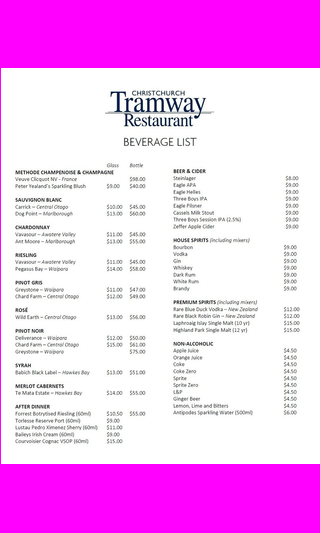 CHRISTCHURCH
Tramway
Restaurant
BEVERAGE LIST
Glass Bottle
METHODE CHAMPENOISE & CHAMPAGNE
Veuve Clicquot NV - France $98.00
Peter Yealand's Sparkling Blush $9.00 $40.00
SAUVIGNON BLANC
Carrick – Central Otago $10.00 $45.00
Dog Point – Marlborough $13.00 $60.00
CHARDONNAY
Vavasour – Awatere Valley $11.00 $45.00
Ant Moore – Marlborough $13.00 $55.00
RIESLING
Vavasour – Awatere Valley $11.00 $45.00
Pegasus Bay – Waipara $14.00 $58.00
PINOT GRIS
Greystone – Waipara $11.00 $47.00
Chard Farm – Central Otago $12.00 $49.00
ROSÉ
Wild Earth – Central Otago $13.00 $56.00
PINOT NOIR
Deliverance – Waipara $12.00 $50.00
Chard Farm – Central Otago $15.00 $61.00
Greystone – Waipara $75.00
SYRAH
Babich Black Label – Hawkes Bay $13.00 $51.00
MERLOT CABERNETS
Te Mata Estate – Hawkes Bay $14.00 $55.00
AFTER DINNER
Forrest Botrytised Riesling (60ml) $10.50 $55.00
Torlesse Reserve Port (60ml) $9.00
Lustau Pedro Ximenez Sherry (60ml) $11.00
Baileys Irish Cream (60ml) $9.00
Courvoisier Cognac VSOP (60ml) $15.00
BEER & CIDER
Steinlager $8.00
Eagle APA $9.00
Eagle Helles $9.00
Three Boys IPA $9.00
Eagle Pilsner $9.00
Cassels Milk Stout $9.00
Three Boys Session IPA (2.5%) $9.00
Zeffer Apple Cider $9.00
HOUSE SPIRITS (including mixers)
Bourbon $9.00
Vodka $9.00
Gin $9.00
Whiskey $9.00
Dark Rum $9.00
White Rum $9.00
Brandy $9.00
PREMIUM SPIRITS (including mixers)
Rare Blue Duck Vodka – New Zealand $12.00
Rare Black Robin Gin – New Zealand $12.00
Laphroaig Islay Single Malt (10 yr) $15.00
Highland Park Single Malt (12 yr) $15.00
NON-ALCOHOLIC
Apple Juice $4.50
Orange Juice $4.50
Coke $4.50
Coke Zero $4.50
Sprite $4.50
Sprite Zero $4.50
L&P $4.50
Ginger Beer $4.50
Lemon, Lime and Bitters $4.50
Antipodes Sparkling Water (500ml) $6.00